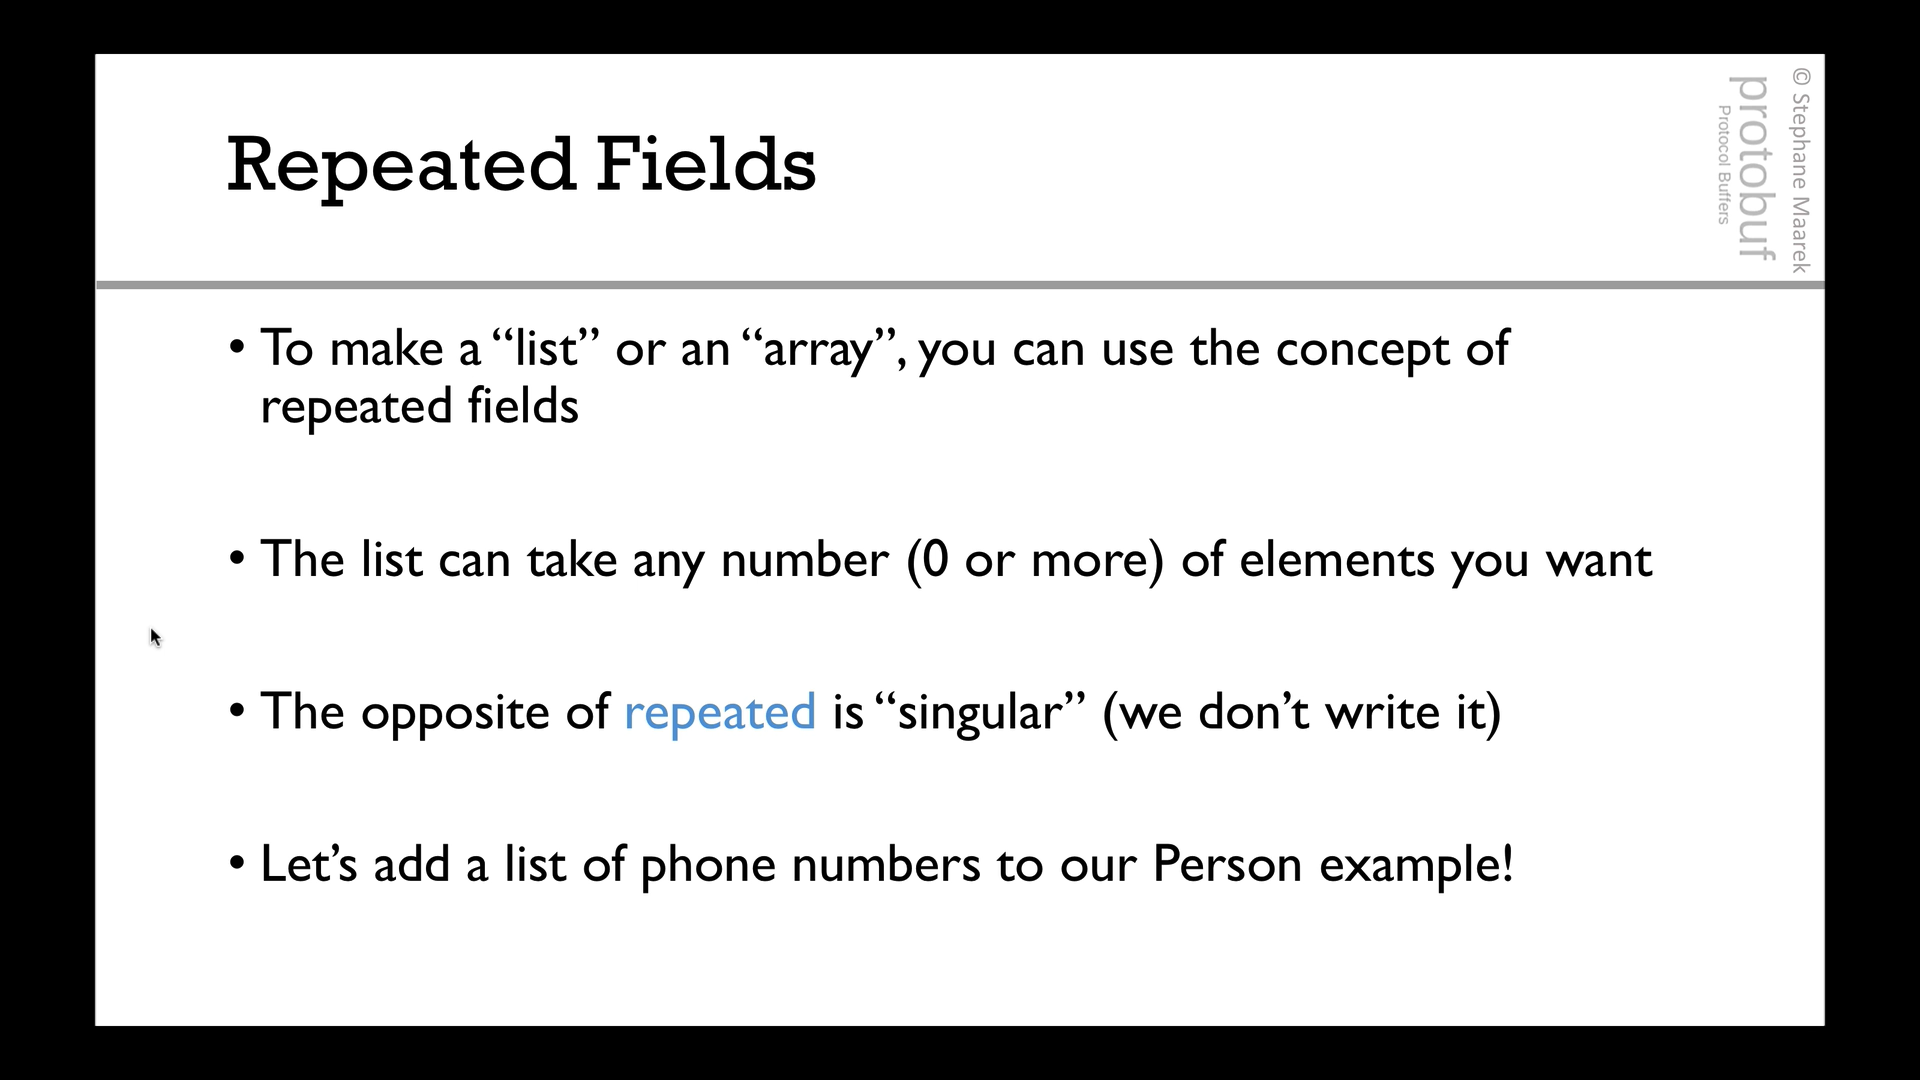 Repeated Fields
© Stephane Maarek
protobuf
Protocol Buffers
• To make a “list” or an “array”, you can use the concept of
repeated fields
• The list can take any number (0 or more) of elements you want
• The opposite of repeated is “singular” (we don’t write it)
• Let’s add a list of phone numbers to our Person example!